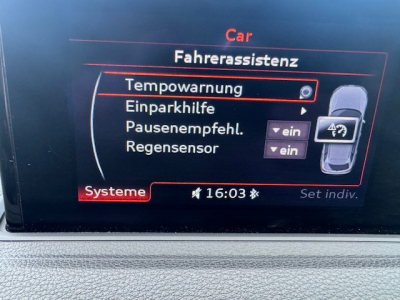 Car
Fahrerassistenz
Tempowarnung
Einparkhilfe
Pausenempfehl. ein
Regensensor ein
Systeme 16:03 Set indiv.